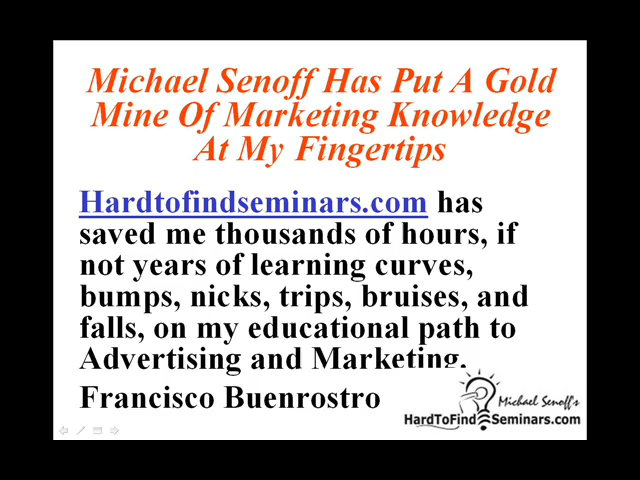 Michael Senoff Has Put A Gold
Mine Of Marketing Knowledge
At My Fingertips
Hardtofindseminars.com has
saved me thousands of hours, if
not years of learning curves,
bumps, nicks, trips, bruises, and
falls, on my educational path to
Advertising and Marketing.
Francisco Buenrostro
Michael Senoff's
HardToFindSeminars.com